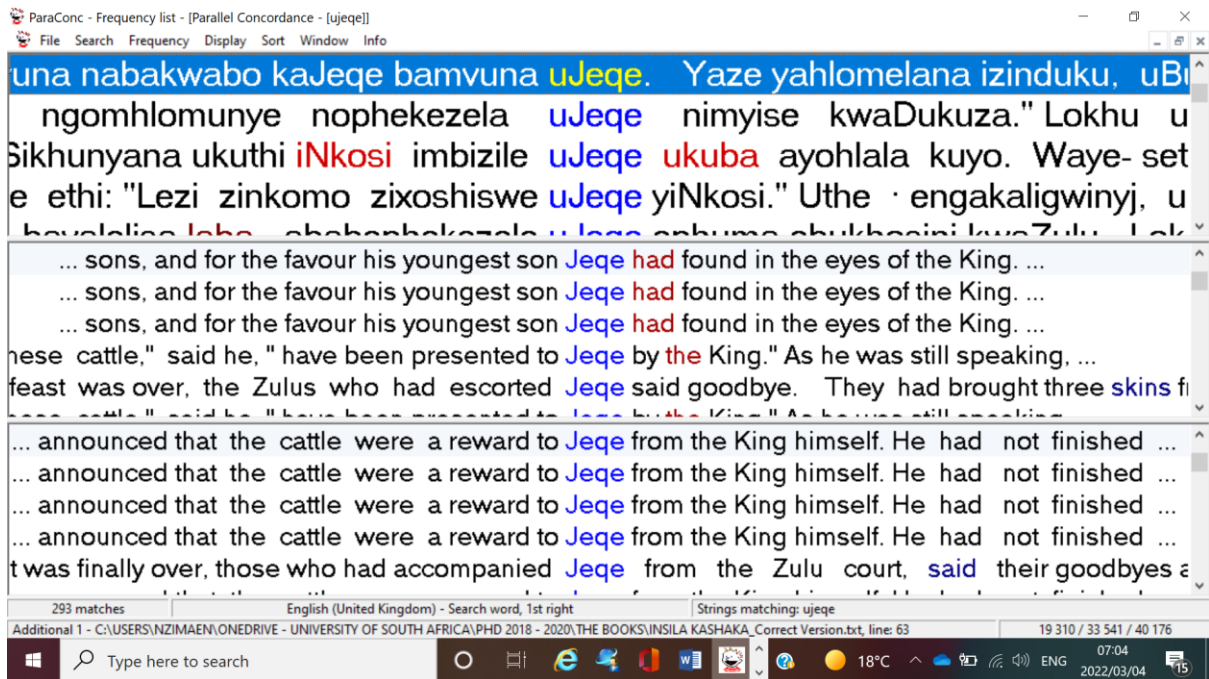 ParaConc - Frequency list - [Parallel Concordance - [ujeqe]]
File Search Frequency Display Sort Window Info
una nabakwabo kaJeqe bamvuna uJeqe. Yaze yahlomelana izinduku, uBu
ngomhlomunye nophekezela uJeqe nimyise kwaDukuza." Lokhu u
Sikhunyana ukuthi iNkosi imbizile uJeqe ukuba ayohlala kuyo. Waye- set
e ethi: "Lezi zinkomo zixoshiswe uJeqe yiNkosi." Uthe · engakaligwinyj, u
... sons, and for the favour his youngest son Jeqe had found in the eyes of the King. ...
... sons, and for the favour his youngest son Jeqe had found in the eyes of the King. ...
... sons, and for the favour his youngest son Jeqe had found in the eyes of the King. ...
hese cattle," said he, " have been presented to Jeqe by the King." As he was still speaking, ...
feast was over, the Zulus who had escorted Jeqe said goodbye. They had brought three skins fr
... announced that the cattle were a reward to Jeqe from the King himself. He had not finished ...
... announced that the cattle were a reward to Jeqe from the King himself. He had not finished ...
... announced that the cattle were a reward to Jeqe from the King himself. He had not finished ...
... announced that the cattle were a reward to Jeqe from the King himself. He had not finished ...
t was finally over, those who had accompanied Jeqe from the Zulu court, said their goodbyes a
293 matches English (United Kingdom) - Search word, 1st right Strings matching: ujeqe
Additional 1 - C:\USERS\NZIMAEN\ONEDRIVE - UNIVERSITY OF SOUTH AFRICA\PHD 2018 - 2020\THE BOOKS\INSILA KASHAKA_Correct Version.txt, line: 63 19 310 / 33 541 / 40 176
Type here to search 18°C ENG 07:04
2022/03/04 15